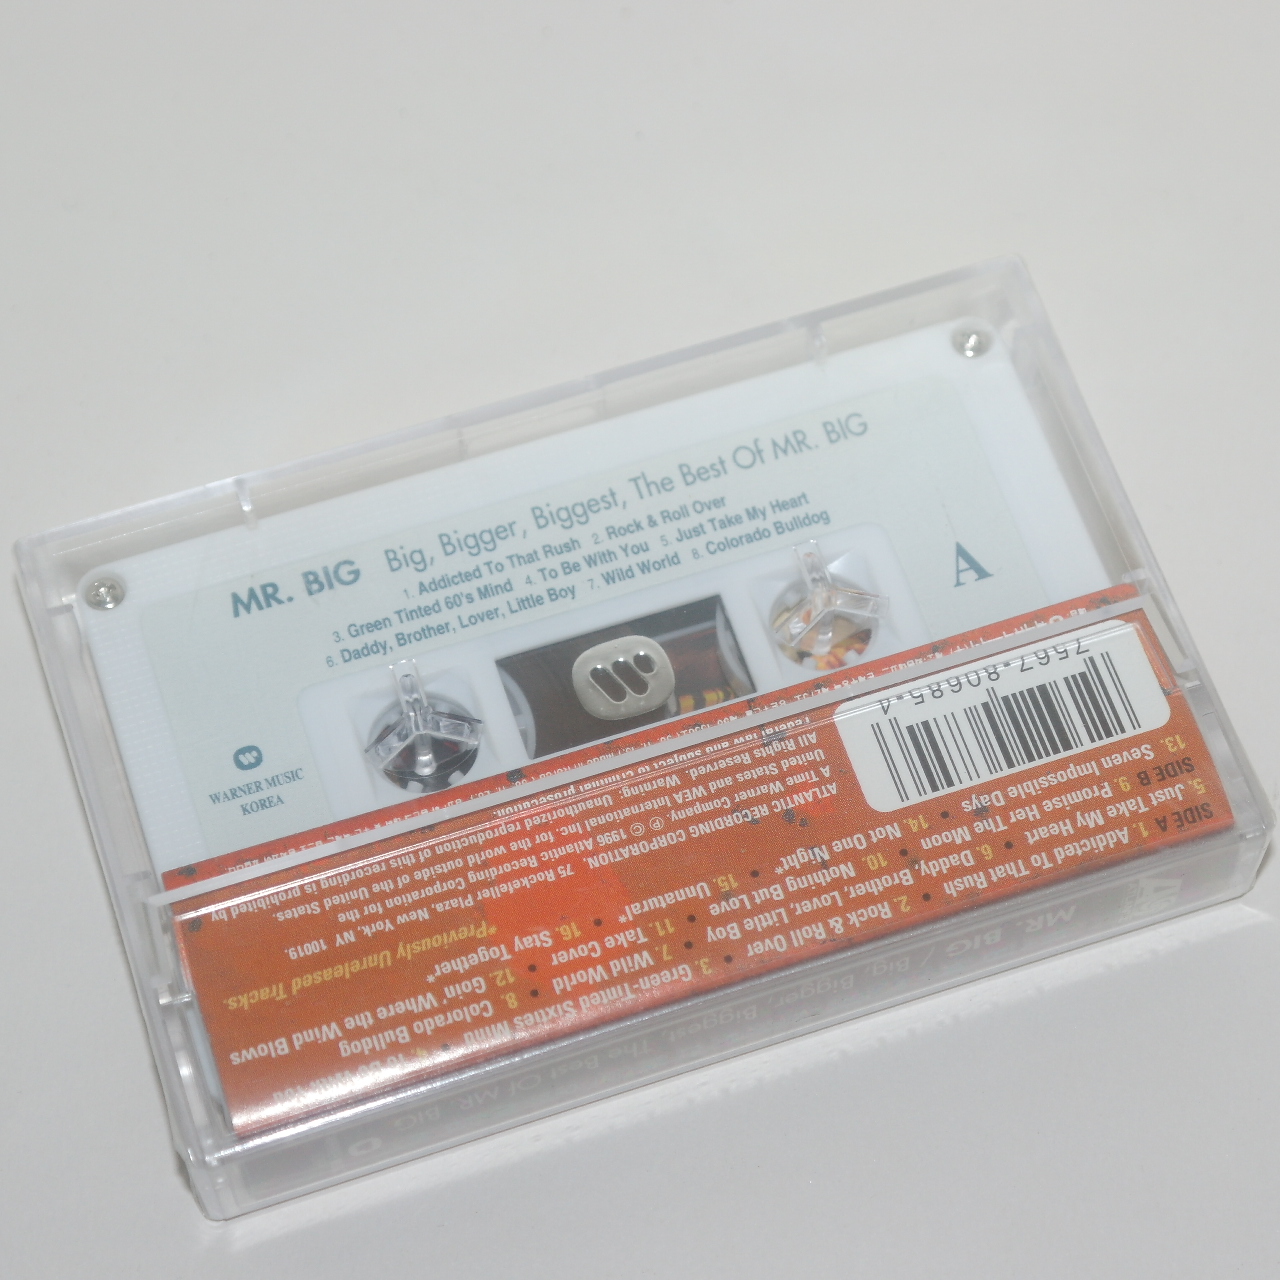 MR. BIG Big, Bigger, Biggest, The Best Of MR. BIG
1. Addicted To That Rush 2. Rock & Roll Over
3. Green Tinted 60's Mind 4. To Be With You 5. Just Take My Heart
6. Daddy, Brother, Lover, Little Boy 7. Wild World 8. Colorado Bulldog
A
WARNER MUSIC
KOREA
7567-80685-4
SIDE A 1. Addicted To That Rush • 2. Rock & Roll Over • 3. Green-Tinted Sixties Mind • 4. To Be With You
5. Just Take My Heart • 6. Daddy, Brother, Lover, Little Boy • 7. Wild World • 8. Colorado Bulldog
SIDE B 9. Promise Her The Moon • 10. Nothing But Love • 11. Take Cover • 12. Goin' Where the Wind Blows
13. Seven Impossible Days • 14. Not One Night* • 15. Unnatural* • 16. Stay Together*
*Previously Unreleased Tracks.
ATLANTIC RECORDING CORPORATION, 75 Rockefeller Plaza, New York, NY 10019.
A Time Warner Company. ℗ © 1996 Atlantic Recording Corporation for the
United States and WEA International Inc. for the world outside of the United States.
All Rights Reserved. Warning: Unauthorized reproduction of this recording is prohibited by
Federal law and subject to criminal prosecution.
MR. BIG / Big, Bigger, Biggest, The Best Of MR. BIG